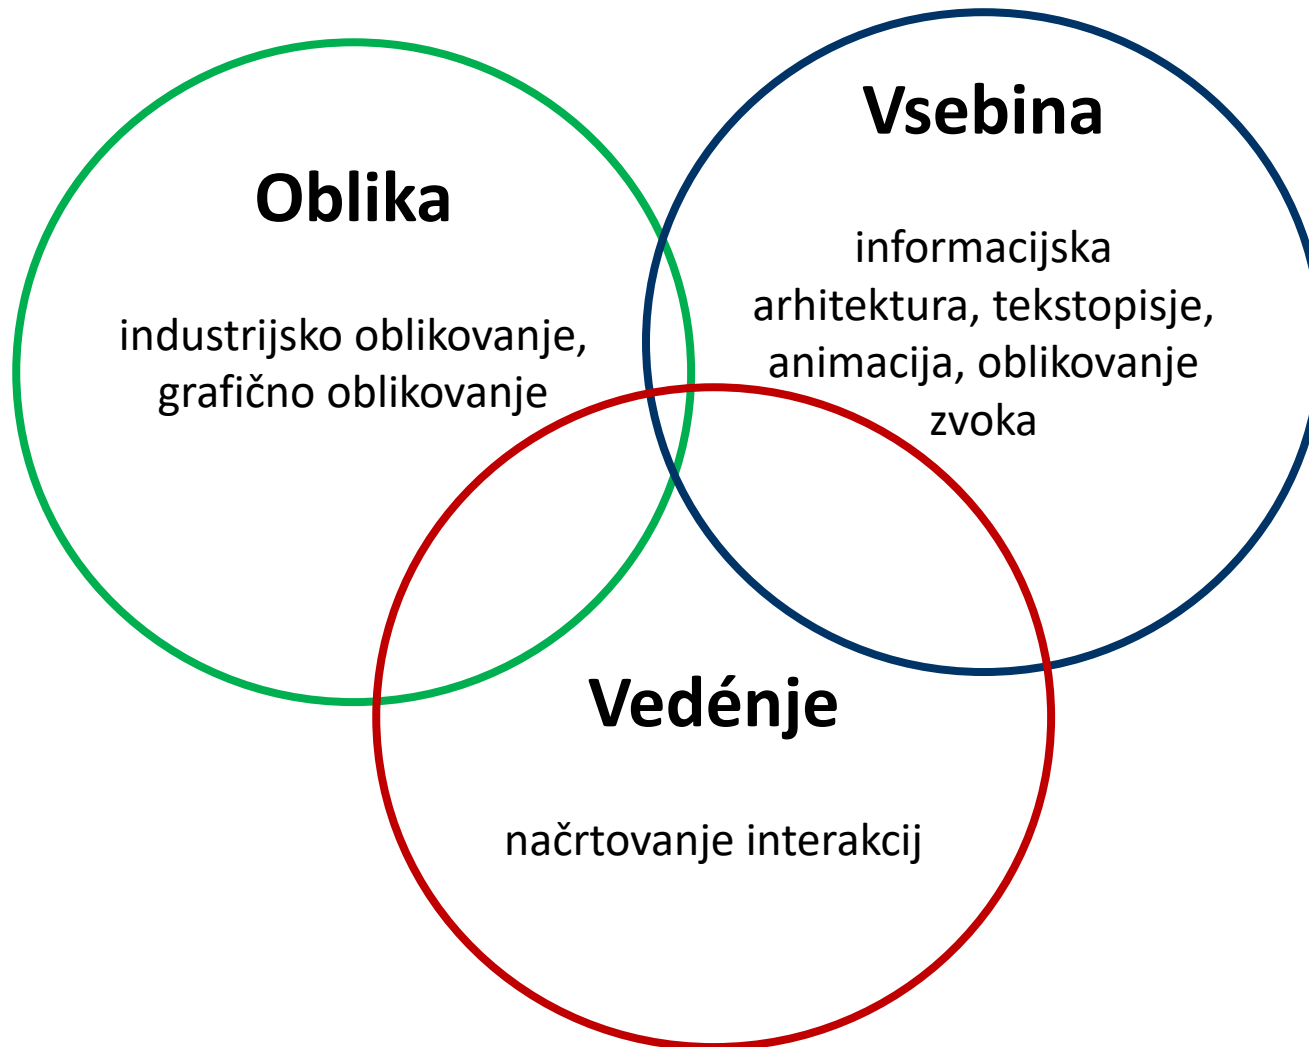 Oblika
industrijsko oblikovanje,
grafično oblikovanje
Vsebina
informacijska
arhitektura, tekstopisje,
animacija, oblikovanje
zvoka
Vedénje
načrtovanje interakcij